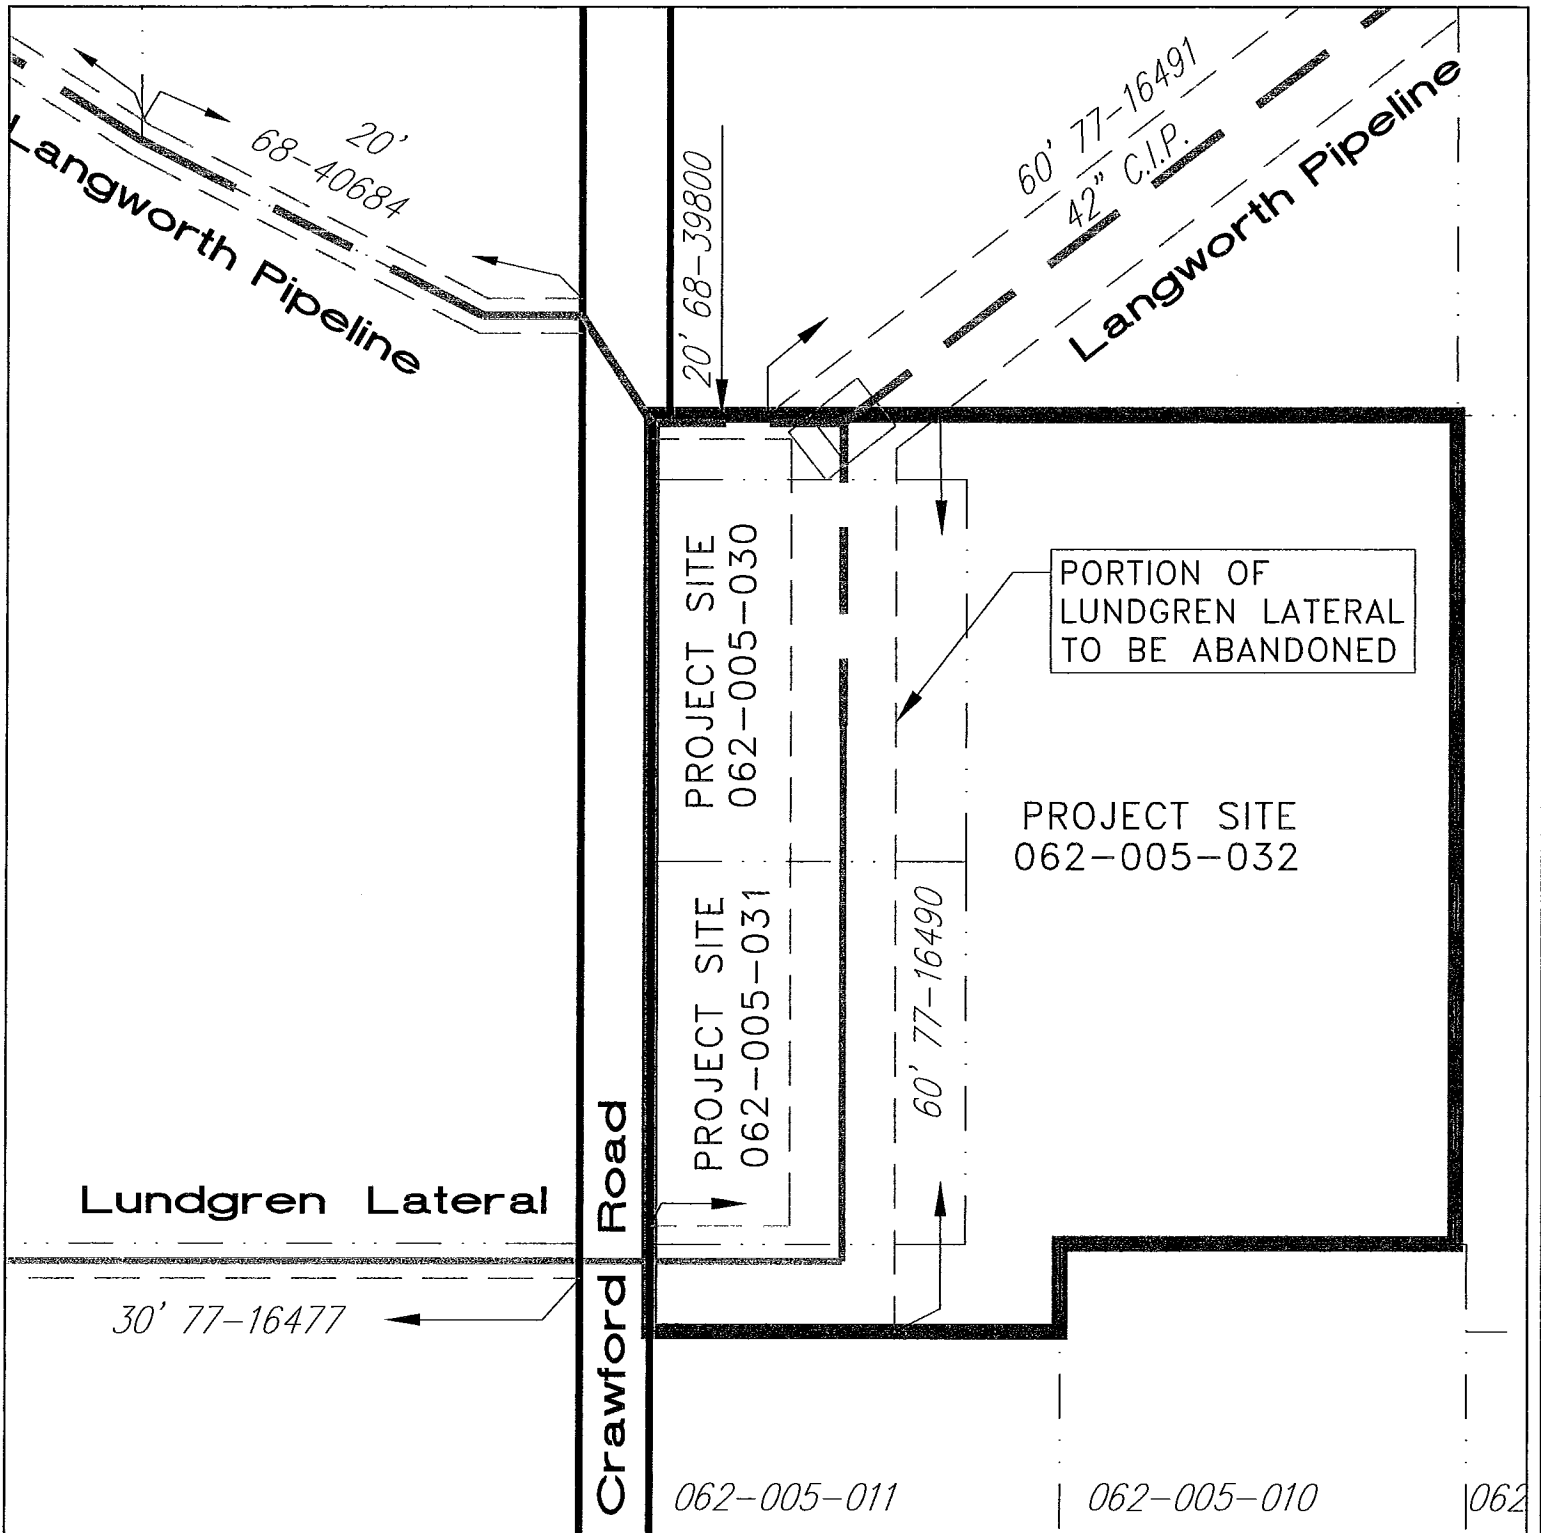 20'
68-40684
Langworth Pipeline
20' 68-39800
60' 77-16491
42" C.I.P.
Langworth Pipeline
PROJECT SITE
062-005-030
PORTION OF
LUNDGREN LATERAL
TO BE ABANDONED
PROJECT SITE
062-005-032
PROJECT SITE
062-005-031
60' 77-16490
Lundgren Lateral
30' 77-16477
Crawford Road
062-005-011
062-005-010
062